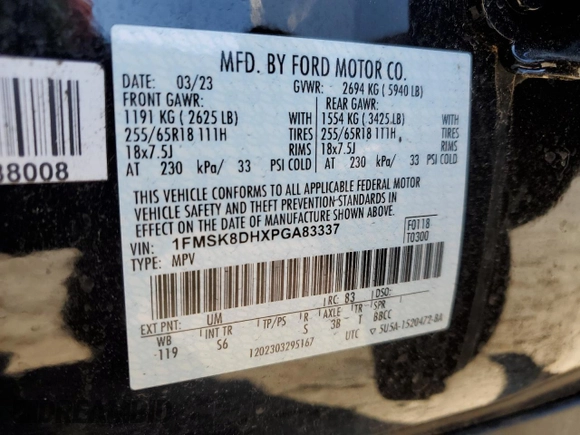 MFD. BY FORD MOTOR CO.
DATE: 03/23 GVWR: 2694 KG (5940 LB)
FRONT GAWR: REAR GAWR:
1191 KG (2625 LB) WITH 1554 KG (3425LB) WITH
255/65R18 111H TIRES 255/65R18 111H TIRES
18x7.5J RIMS 18x7.5J RIMS
AT 230 kPa/ 33 PSI COLD AT 230 kPa/ 33 PSI COLD
THIS VEHICLE CONFORMS TO ALL APPLICABLE FEDERAL MOTOR
VEHICLE SAFETY AND THEFT PREVENTION STANDARDS IN EFFECT
ON THE DATE OF MANUFACTURE SHOWN ABOVE.
VIN: 1FMSK8DHXPGA83337 F0118
TYPE: MPV T0300
EXT PNT: UM RC: 83 DSO:
WB INT TR TP/PS R AXLE TR SPR
119 S6 S 3B T BBCC
1202303295167 UTC 5U5A-1520472-BA
38008